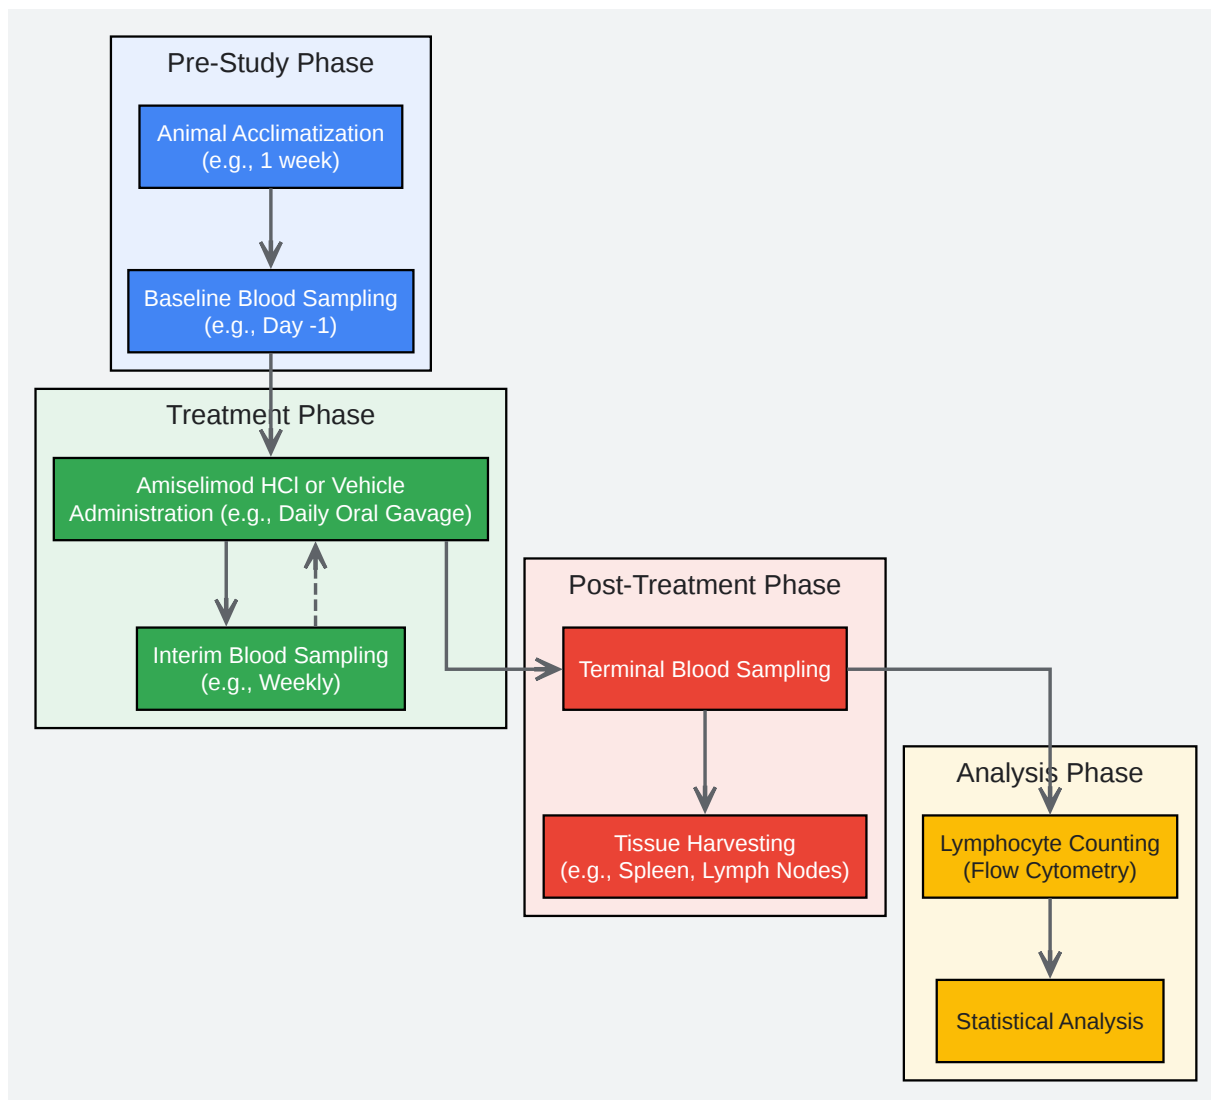 Pre-Study Phase
Animal Acclimatization
(e.g., 1 week)
Baseline Blood Sampling
(e.g., Day -1)
Treatment Phase
Amiselimod HCl or Vehicle
Administration (e.g., Daily Oral Gavage)
Interim Blood Sampling
(e.g., Weekly)
Post-Treatment Phase
Terminal Blood Sampling
Tissue Harvesting
(e.g., Spleen, Lymph Nodes)
Analysis Phase
Lymphocyte Counting
(Flow Cytometry)
Statistical Analysis